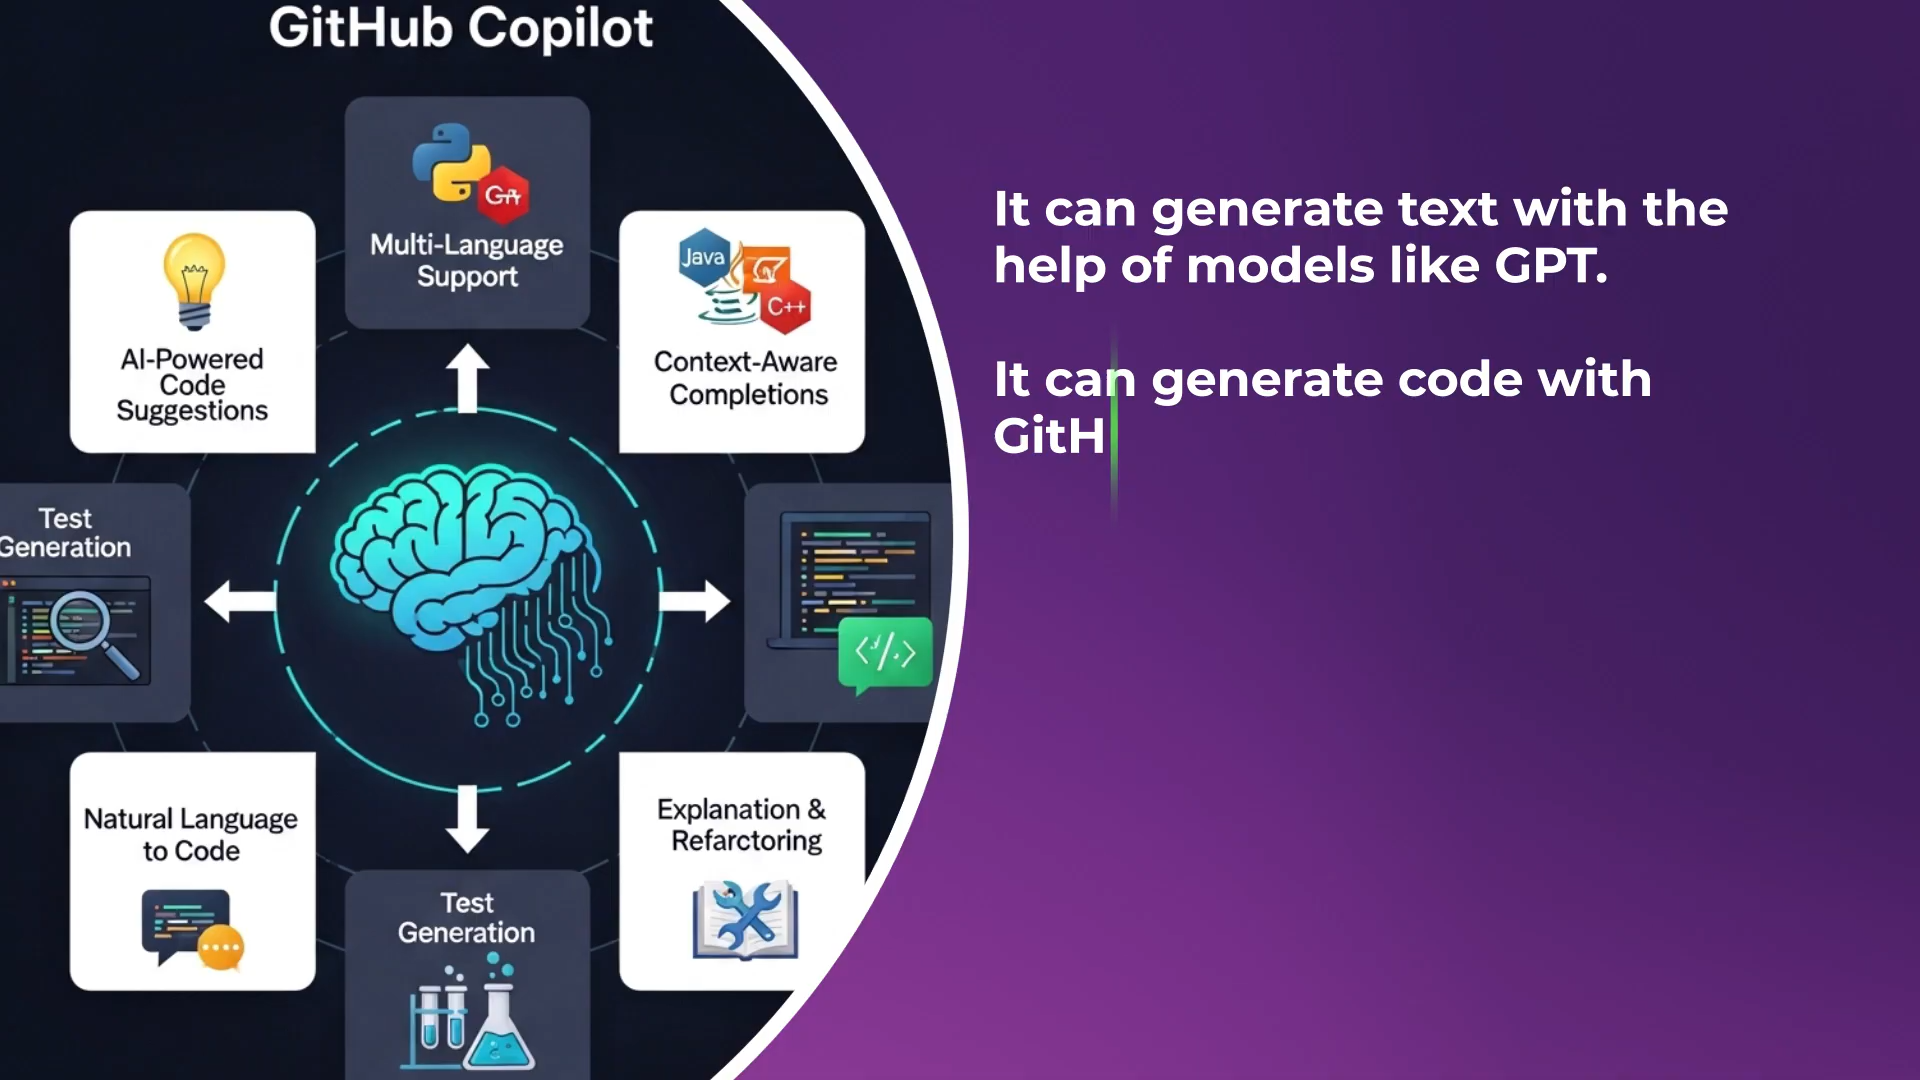 GitHub Copilot
Multi-Language
Support
AI-Powered
Code
Suggestions
Java
C++
Context-Aware
Completions
Test
Generation
</>
Natural Language
to Code
Test
Generation
Explanation &
Refarctoring
It can generate text with the
help of models like GPT.
It can generate code with
GitH